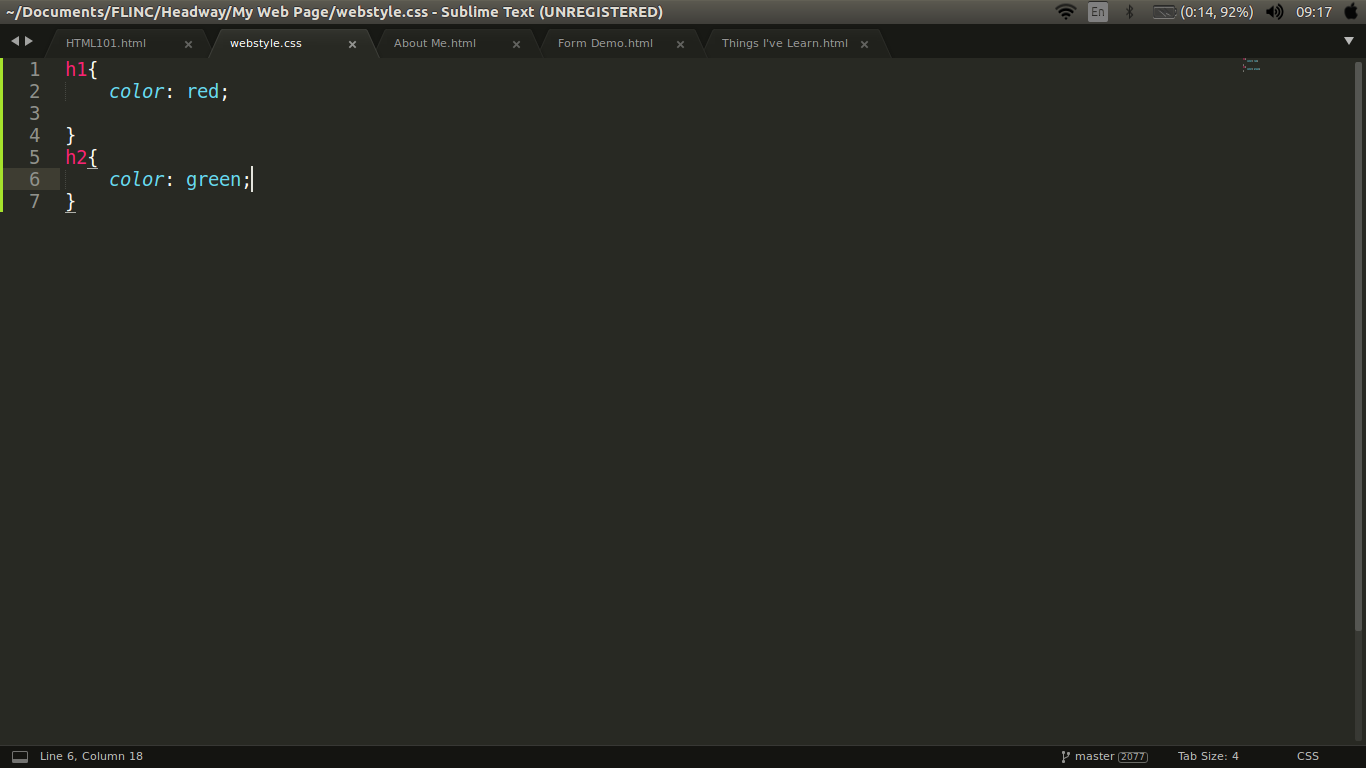 ~/Documents/FLINC/Headway/My Web Page/webstyle.css - Sublime Text (UNREGISTERED) En (0:14, 92%) 09:17
HTML101.html × webstyle.css × About Me.html × Form Demo.html × Things I've Learn.html ×
1 h1{
2 color: red;
3
4 }
5 h2{
6 color: green;
7 }
Line 6, Column 18 master 2077 Tab Size: 4 CSS